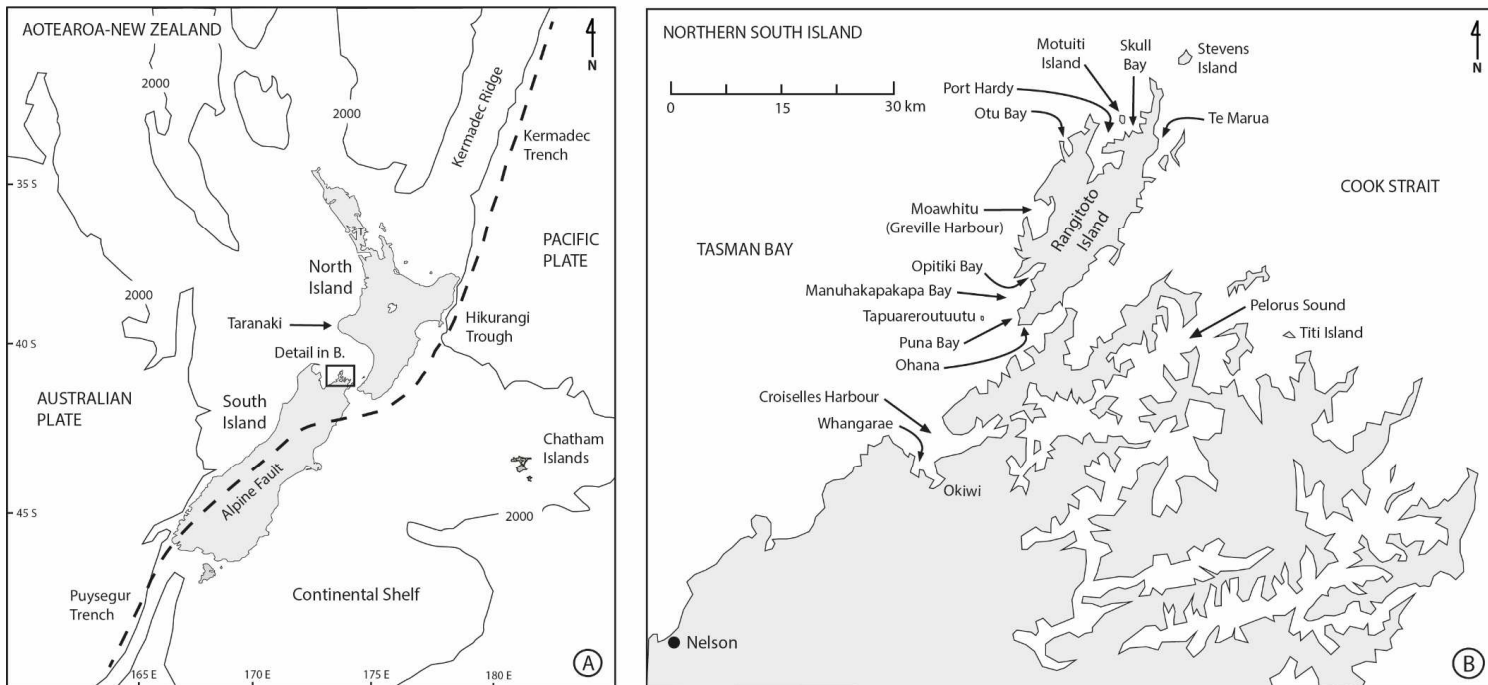 AOTEAROA-NEW ZEALAND
4
N
2000
2000
Kermadec Ridge
Kermadec
Trench
35 S
PACIFIC
PLATE
North
Island
2000
Taranaki
Hikurangi
Trough
40 S
Detail in B.
AUSTRALIAN
PLATE
South
Island
Chatham
Islands
Alpine Fault
45 S
2000
Puysegur
Trench
Continental Shelf
165 E
170 E
175 E
180 E
A
NORTHERN SOUTH ISLAND
4
N
0
15
30 km
Motuiti
Island
Skull
Bay
Stevens
Island
Port Hardy
Otu Bay
Te Marua
COOK STRAIT
Moawhitu
(Greville Harbour)
Rangitoto
Island
TASMAN BAY
Opitiki Bay
Manuhakapakapa Bay
Tapuareroutuutu
Pelorus Sound
Puna Bay
Titi Island
Ohana
Croiselles Harbour
Whangarae
Okiwi
Nelson
B